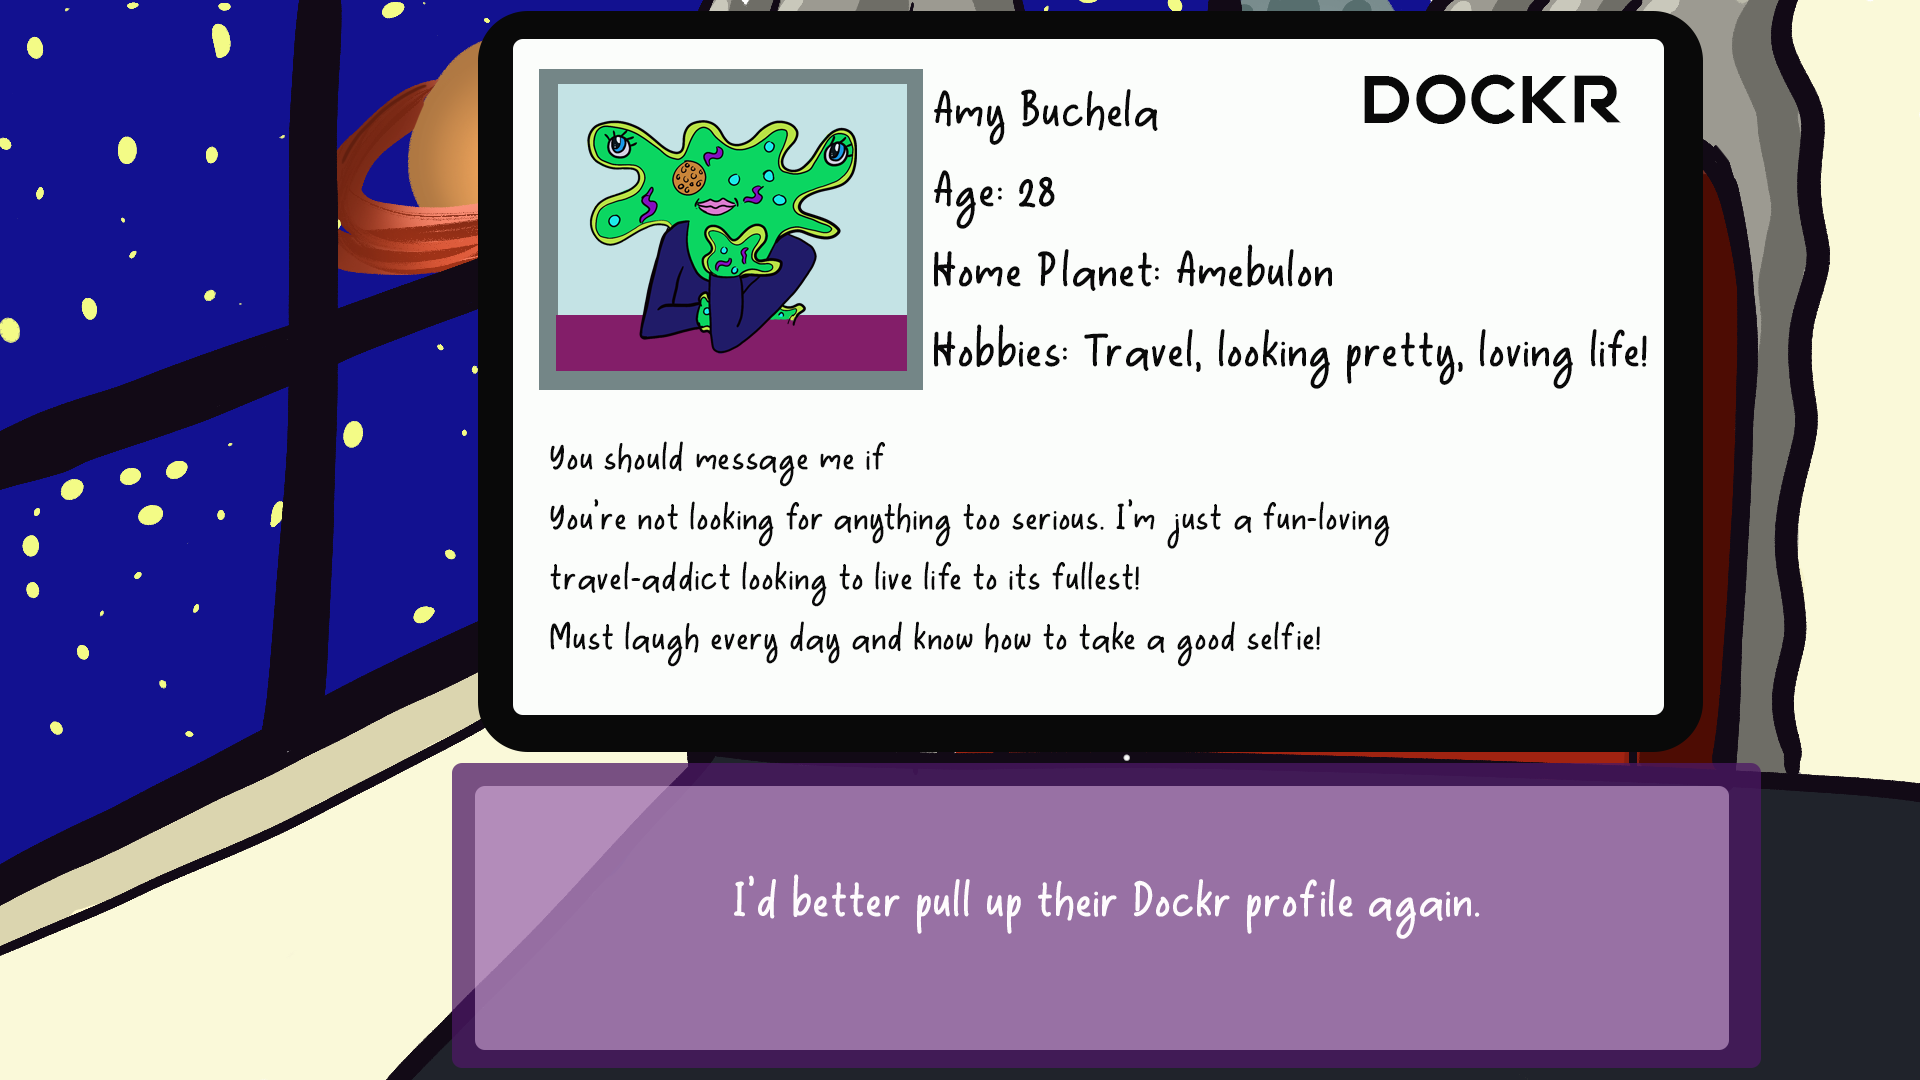 Amy Buchela
DOCKR
Age: 28
Home Planet: Amebulon
Hobbies: Travel, looking pretty, loving life!
You should message me if
You're not looking for anything too serious. I'm just a fun-loving
travel-addict looking to live life to its fullest!
Must laugh every day and know how to take a good selfie!
I'd better pull up their Dockr profile again.